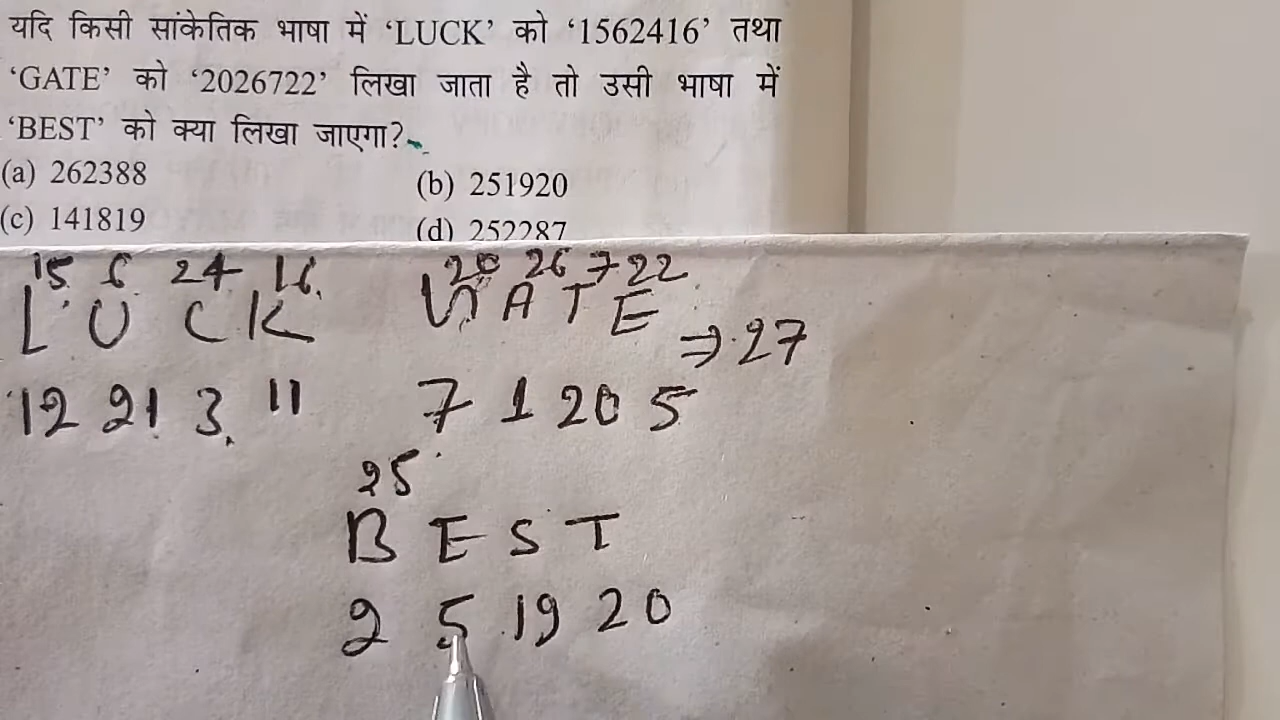 यदि किसी सांकेतिक भाषा में ‘LUCK’ को ‘1562416’ तथा
‘GATE’ को ‘2026722’ लिखा जाता है तो उसी भाषा में
‘BEST’ को क्या लिखा जाएगा?
(a) 262388 (b) 251920
(c) 141819 (d) 252287
15 6 24 16 20 26 7 22
L U C K G A T E
⇒ 27
12 21 3 11 7 1 20 5
25
B E S T
2 5 19 20